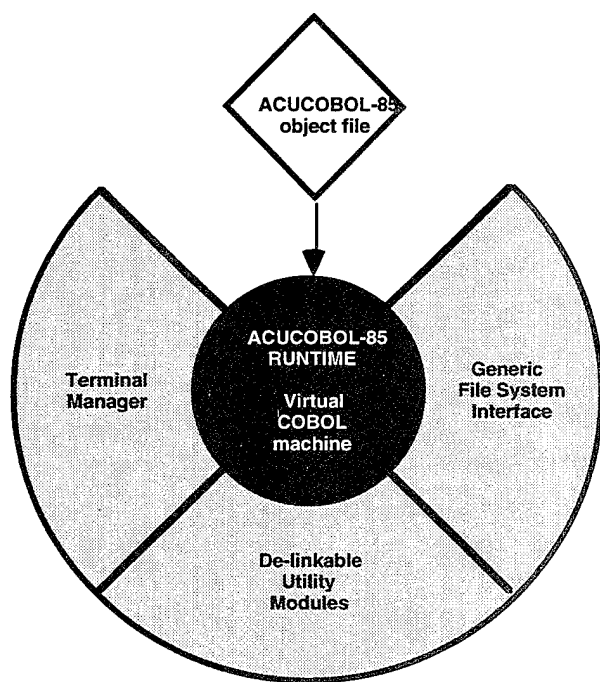 ACUCOBOL-85
object file
ACUCOBOL-85
RUNTIME
Virtual
COBOL
machine
Terminal
Manager
Generic
File System
Interface
De-linkable
Utility
Modules